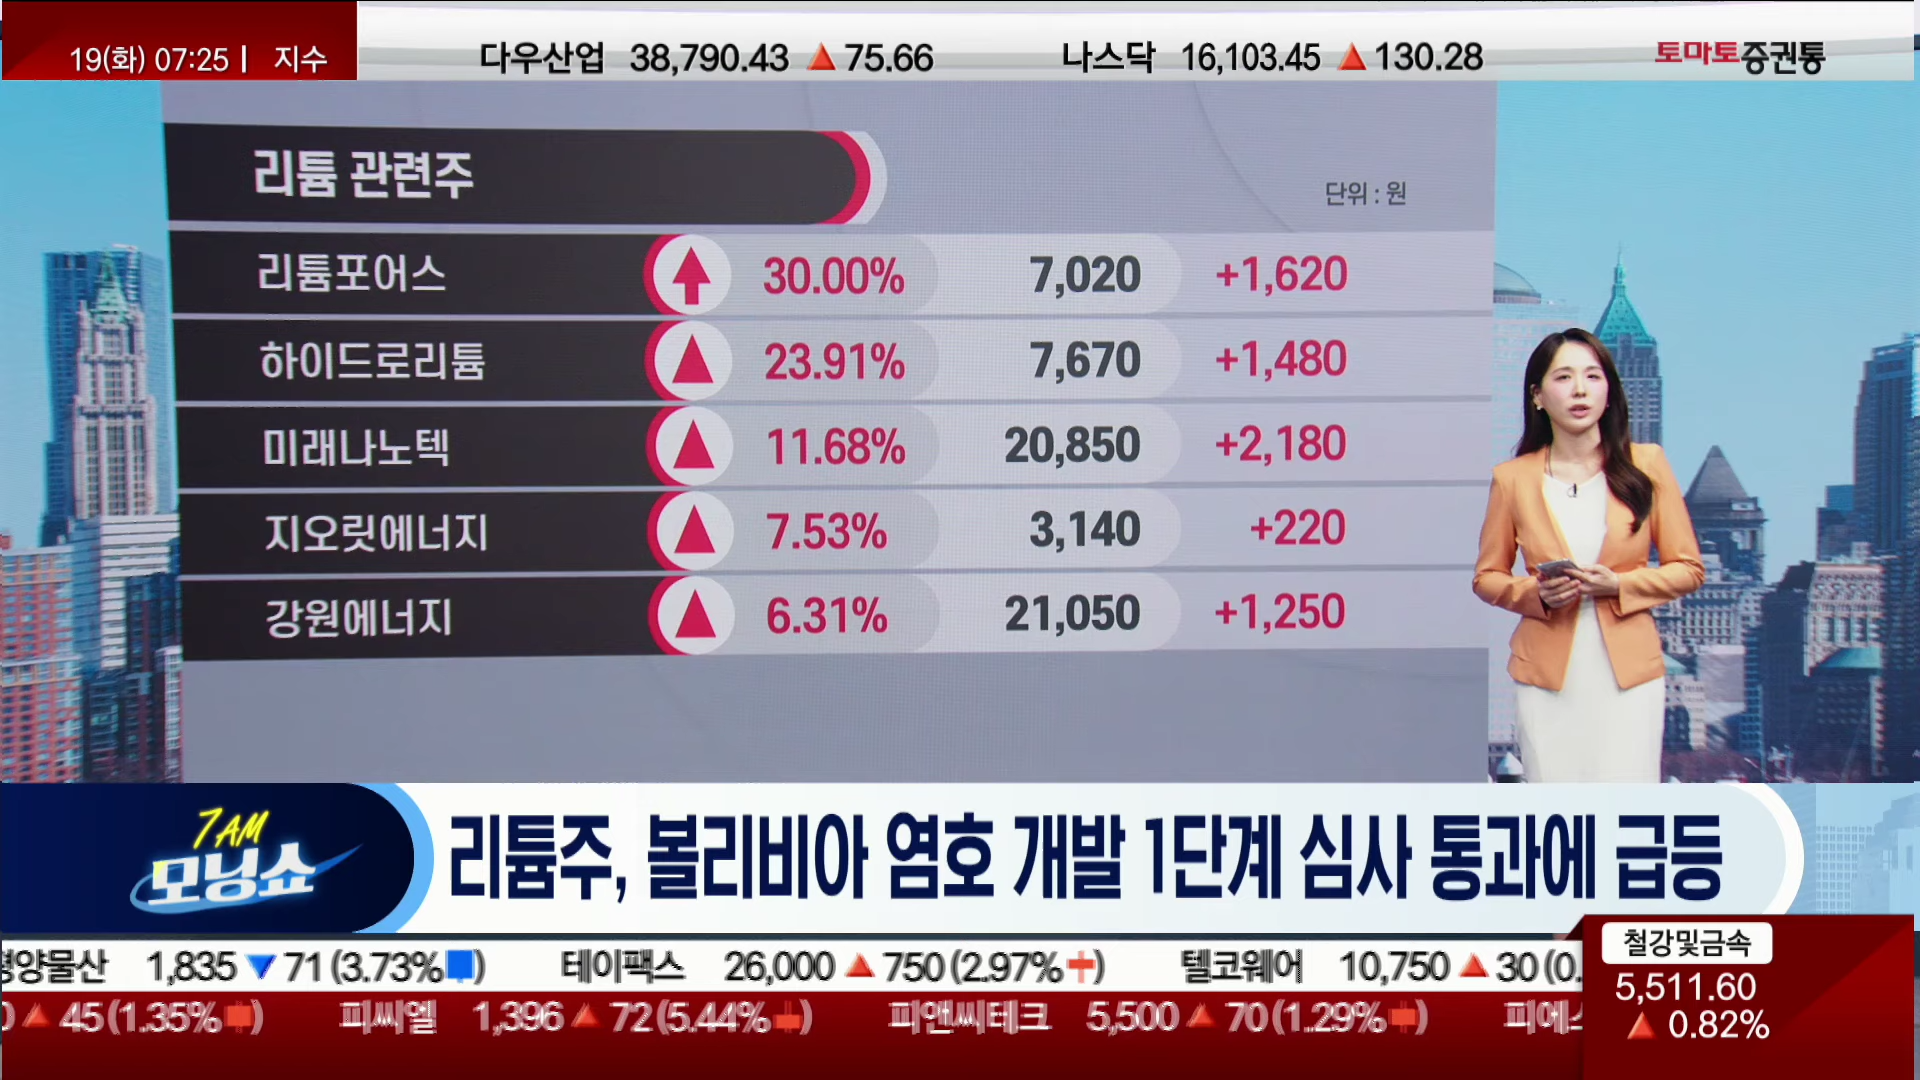 19(화) 07:25 | 지수 다우산업 38,790.43 ▲ 75.66 나스닥 16,103.45 ▲ 130.28 토마토증권통
리튬 관련주
단위 : 원
리튬포어스 30.00% 7,020 +1,620
하이드로리튬 ▲ 23.91% 7,670 +1,480
미래나노텍 ▲ 11.68% 20,850 +2,180
지오릿에너지 ▲ 7.53% 3,140 +220
강원에너지 ▲ 6.31% 21,050 +1,250
7AM
모닝쇼
리튬주, 볼리비아 염호 개발 1단계 심사 통과에 급등
1,835 ▼ 71 (3.73%) 테이팩스 26,000 ▲ 750 (2.97%) 텔코웨어 10,750 ▲ 30 (0.
▲ 45 (1.35%) 피씨엘 1,396 ▲ 72 (5.44%) 피앤씨테크 5,500 ▲ 70 (1.29%)
철강및금속
5,511.60
▲ 0.82%